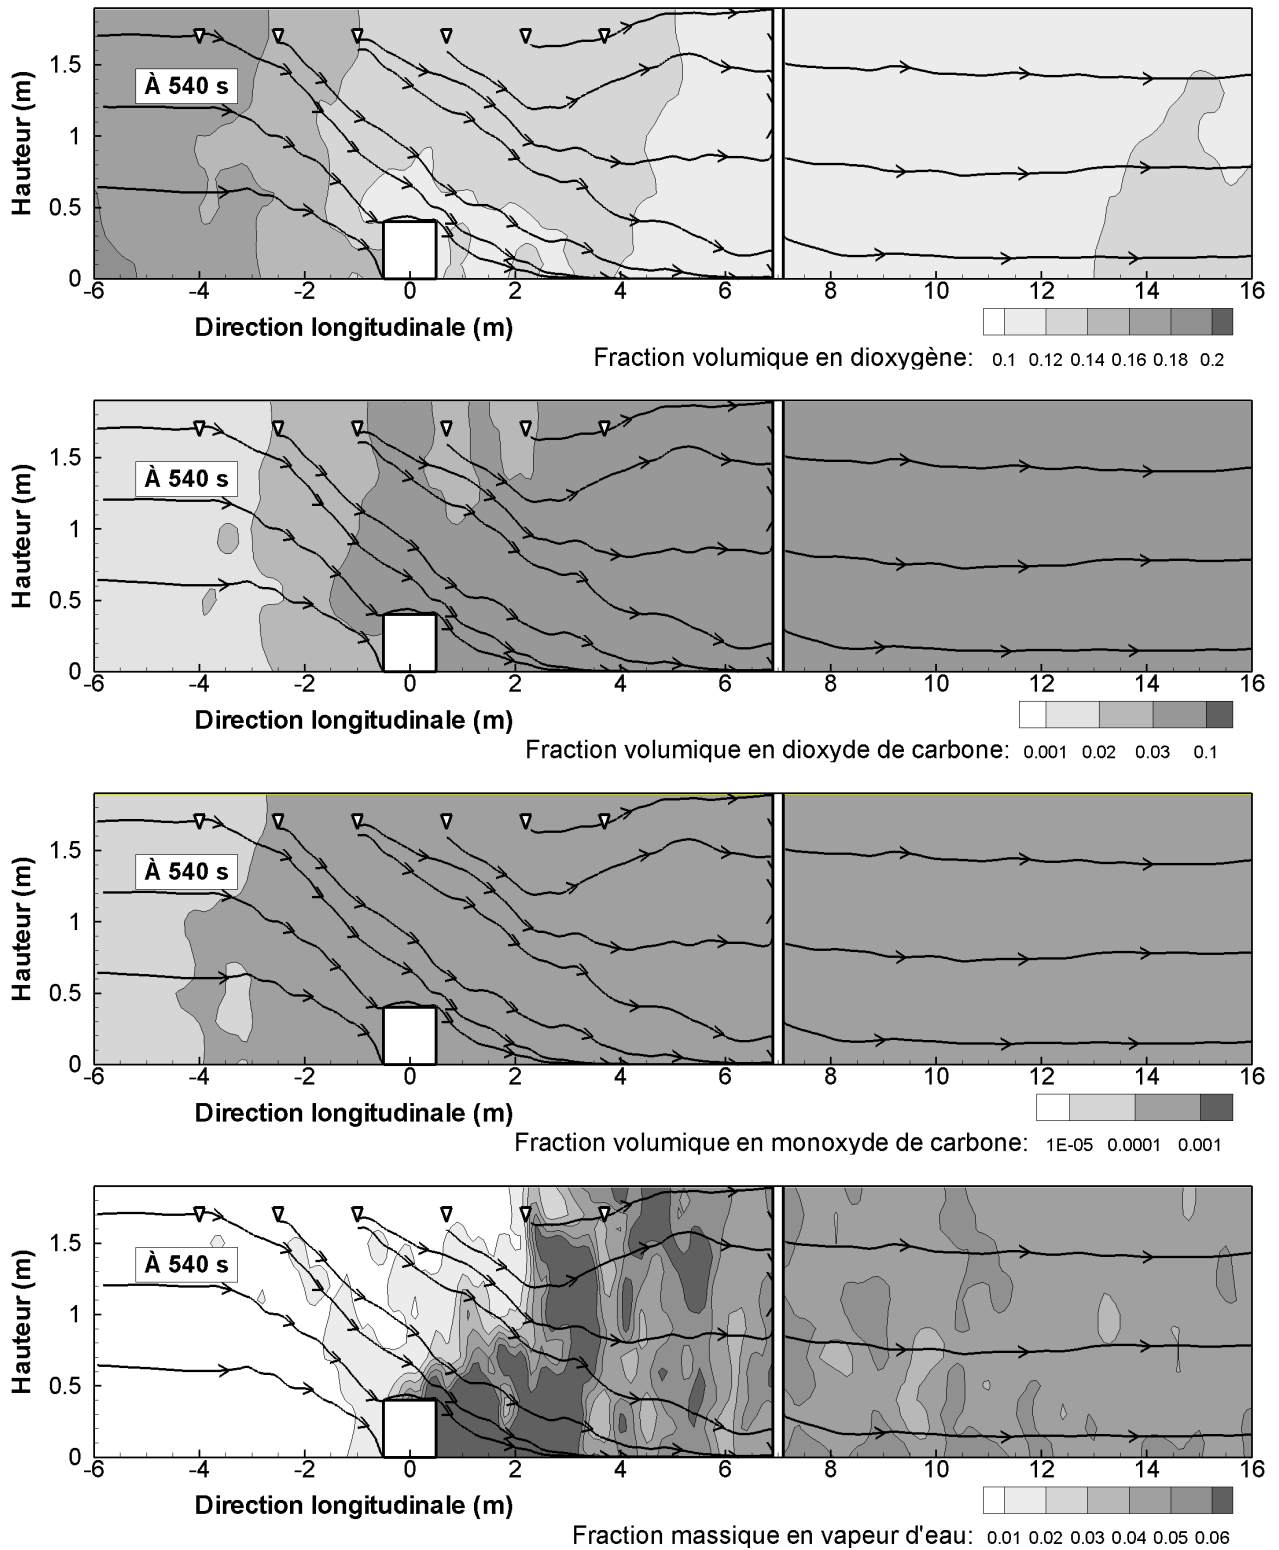 À 540 s
Hauteur (m)
1.5
1
0.5
0
-6 -4 -2 0 2 4 6 8 10 12 14 16
Direction longitudinale (m)
Fraction volumique en dioxygène: 0.1 0.12 0.14 0.16 0.18 0.2
À 540 s
Hauteur (m)
1.5
1
0.5
0
-6 -4 -2 0 2 4 6 8 10 12 14 16
Direction longitudinale (m)
Fraction volumique en dioxyde de carbone: 0.001 0.02 0.03 0.1
À 540 s
Hauteur (m)
1.5
1
0.5
0
-6 -4 -2 0 2 4 6 8 10 12 14 16
Direction longitudinale (m)
Fraction volumique en monoxyde de carbone: 1E-05 0.0001 0.001
À 540 s
Hauteur (m)
1.5
1
0.5
0
-6 -4 -2 0 2 4 6 8 10 12 14 16
Direction longitudinale (m)
Fraction massique en vapeur d'eau: 0.01 0.02 0.03 0.04 0.05 0.06